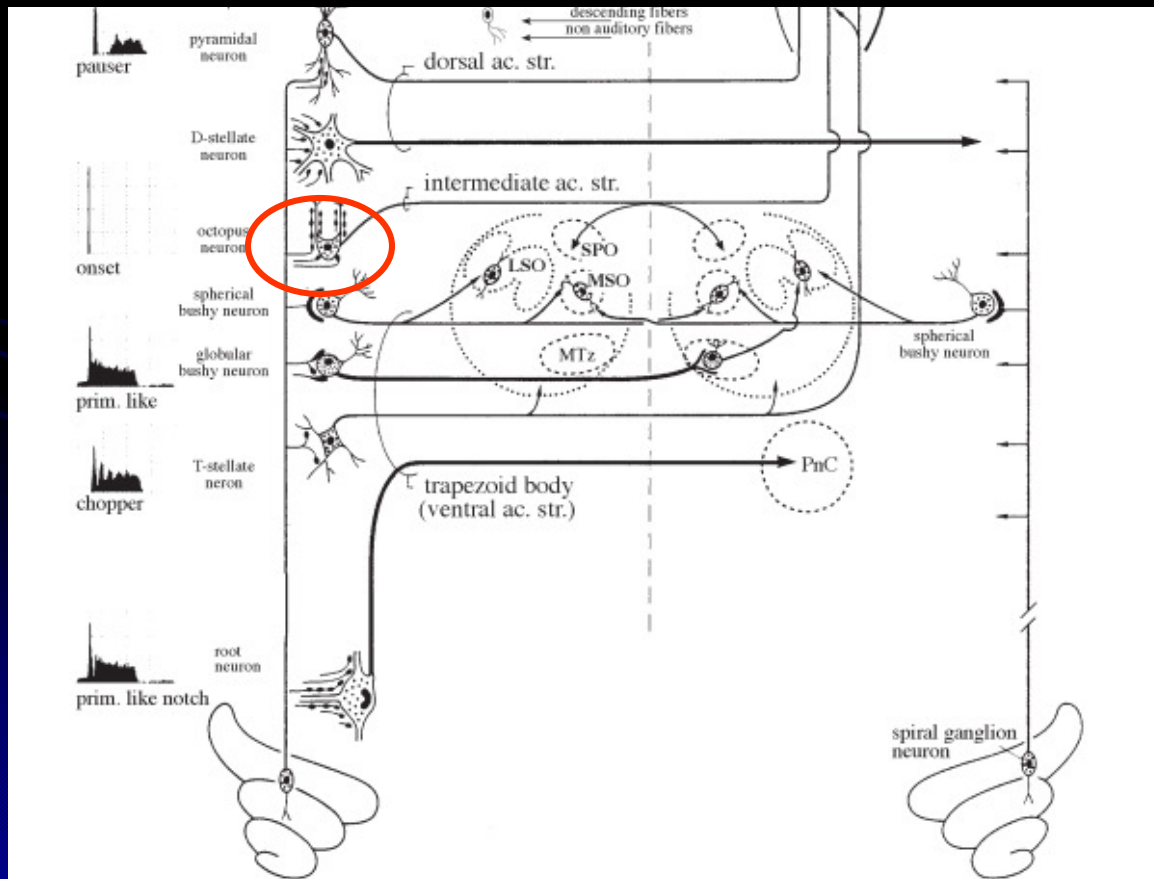 descending fibers
non auditory fibers
pyramidal
neuron
pauser
dorsal ac. str.
D-stellate
neuron
intermediate ac. str.
octopus
neuron
onset
SPO
LSO
MSO
spherical
bushy neuron
spherical
bushy neuron
globular
bushy neuron
MTz
prim. like
T-stellate
neron
PnC
chopper
trapezoid body
(ventral ac. str.)
root
neuron
prim. like notch
spiral ganglion
neuron